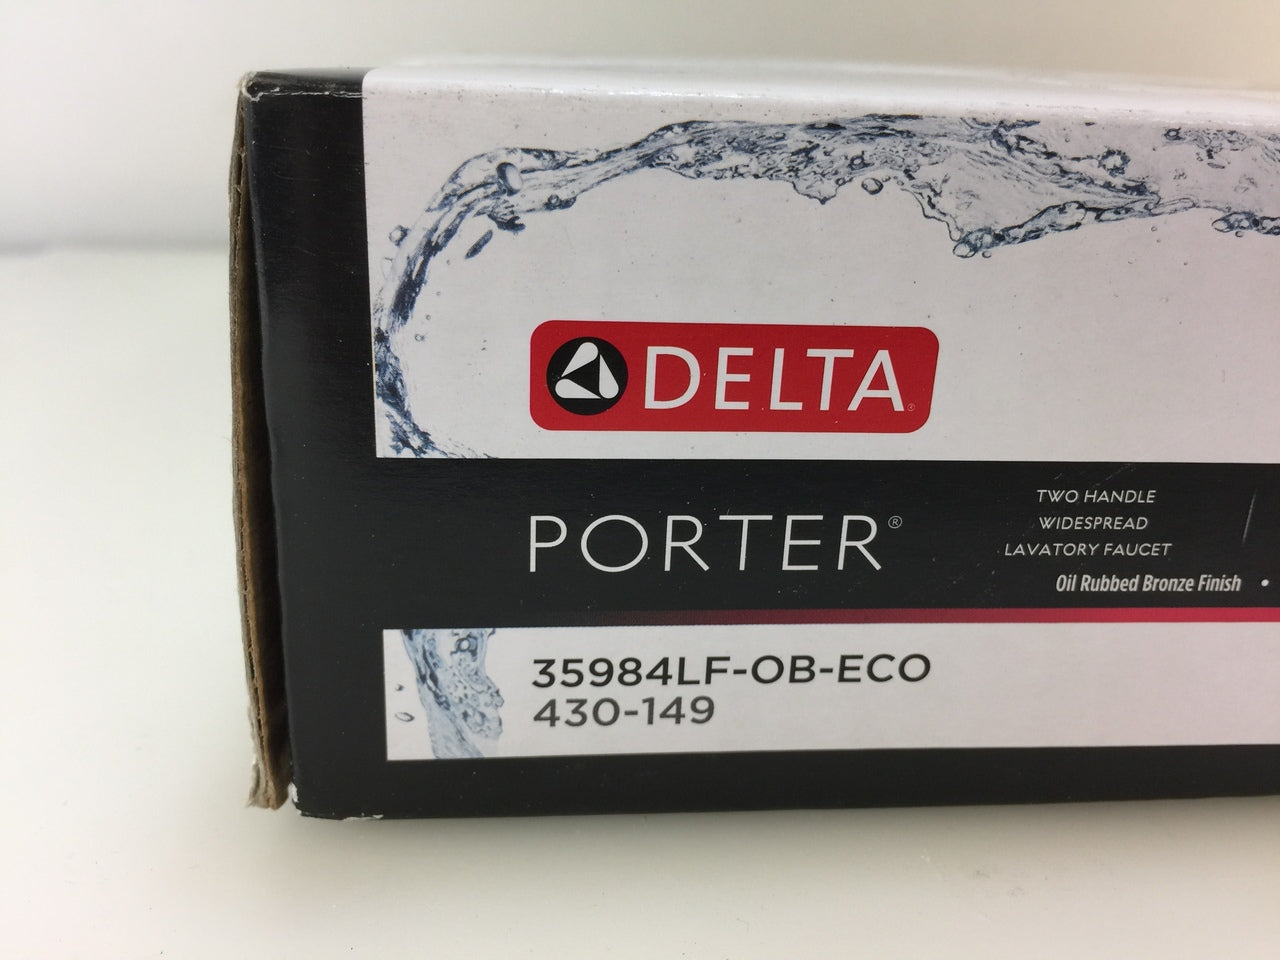 DELTA
PORTER®
TWO HANDLE
WIDESPREAD
LAVATORY FAUCET
Oil Rubbed Bronze Finish •
35984LF-OB-ECO
430-149